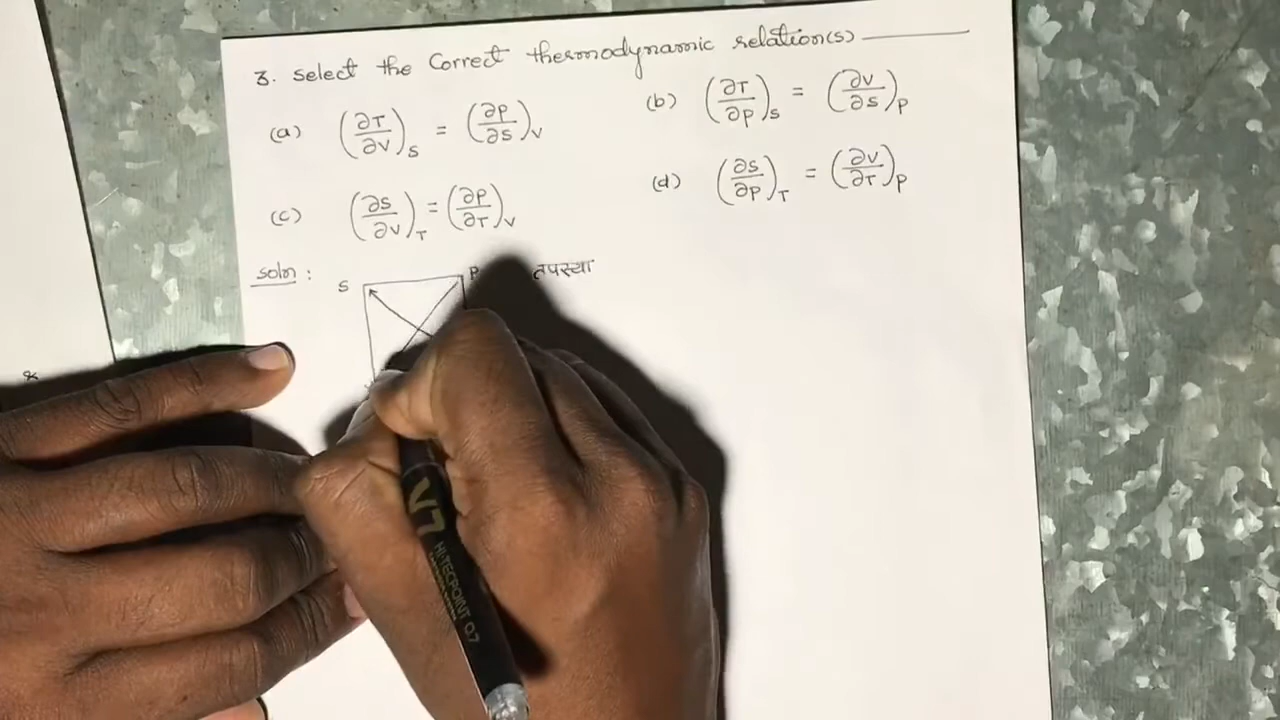 3. Select the Correct thermodynamic relation(s) ———
(a) (∂T/∂V)_S = (∂P/∂S)_V
(b) (∂T/∂P)_S = (∂V/∂S)_P
(c) (∂S/∂V)_T = (∂P/∂T)_V
(d) (∂S/∂P)_T = (∂V/∂T)_P
Soln :
S P तपस्या
V7
HI-TECPOINT 0.7